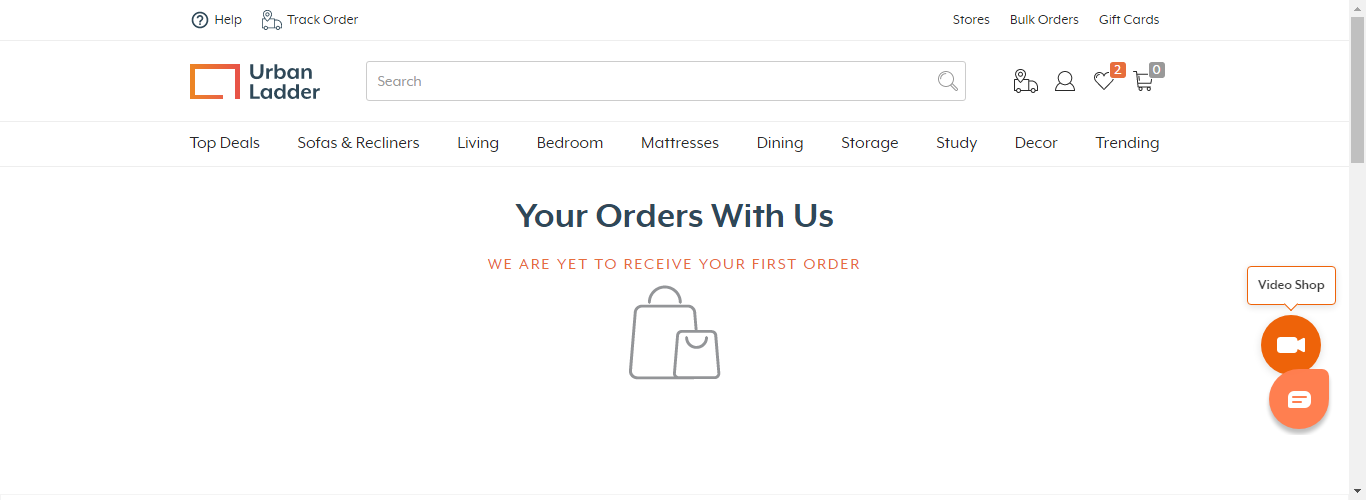 Help Track Order Stores Bulk Orders Gift Cards
Urban
Ladder
Search
2
0
Top Deals Sofas & Recliners Living Bedroom Mattresses Dining Storage Study Decor Trending
Your Orders With Us
WE ARE YET TO RECEIVE YOUR FIRST ORDER
Video Shop